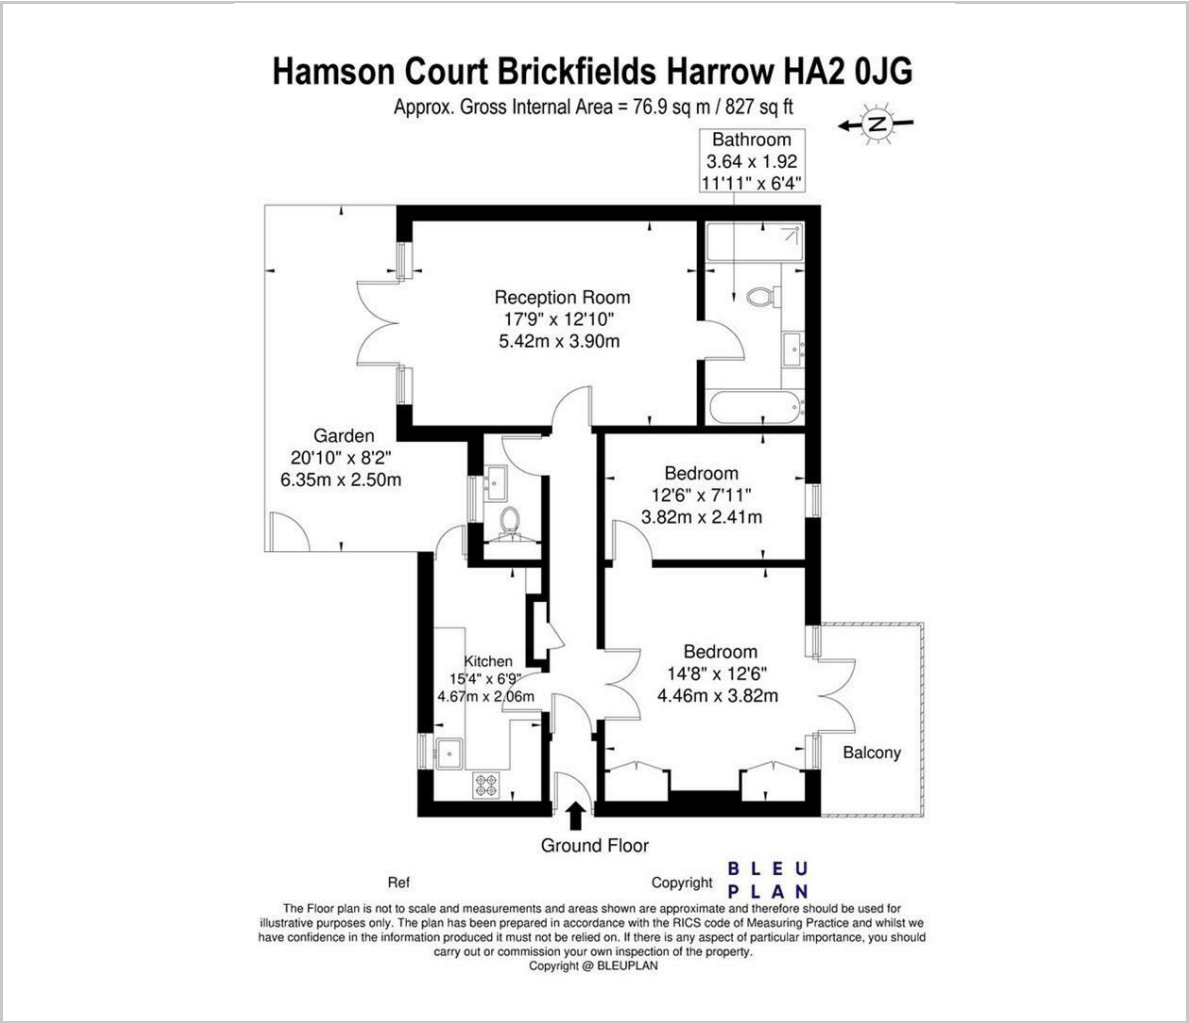 Hamson Court Brickfields Harrow HA2 0JG
Approx. Gross Internal Area = 76.9 sq m / 827 sq ft
N
Bathroom
3.64 x 1.92
11'11" x 6'4"
Reception Room
17'9" x 12'10"
5.42m x 3.90m
Garden
20'10" x 8'2"
6.35m x 2.50m
Bedroom
12'6" x 7'11"
3.82m x 2.41m
Kitchen
15'4" x 6'9"
4.67m x 2.06m
Bedroom
14'8" x 12'6"
4.46m x 3.82m
Balcony
Ground Floor
Ref
Copyright
BLEU
PLAN
The Floor plan is not to scale and measurements and areas shown are approximate and therefore should be used for
illustrative purposes only. The plan has been prepared in accordance with the RICS code of Measuring Practice and whilst we
have confidence in the information produced it must not be relied on. If there is any aspect of particular importance, you should
carry out or commission your own inspection of the property.
Copyright @ BLEUPLAN